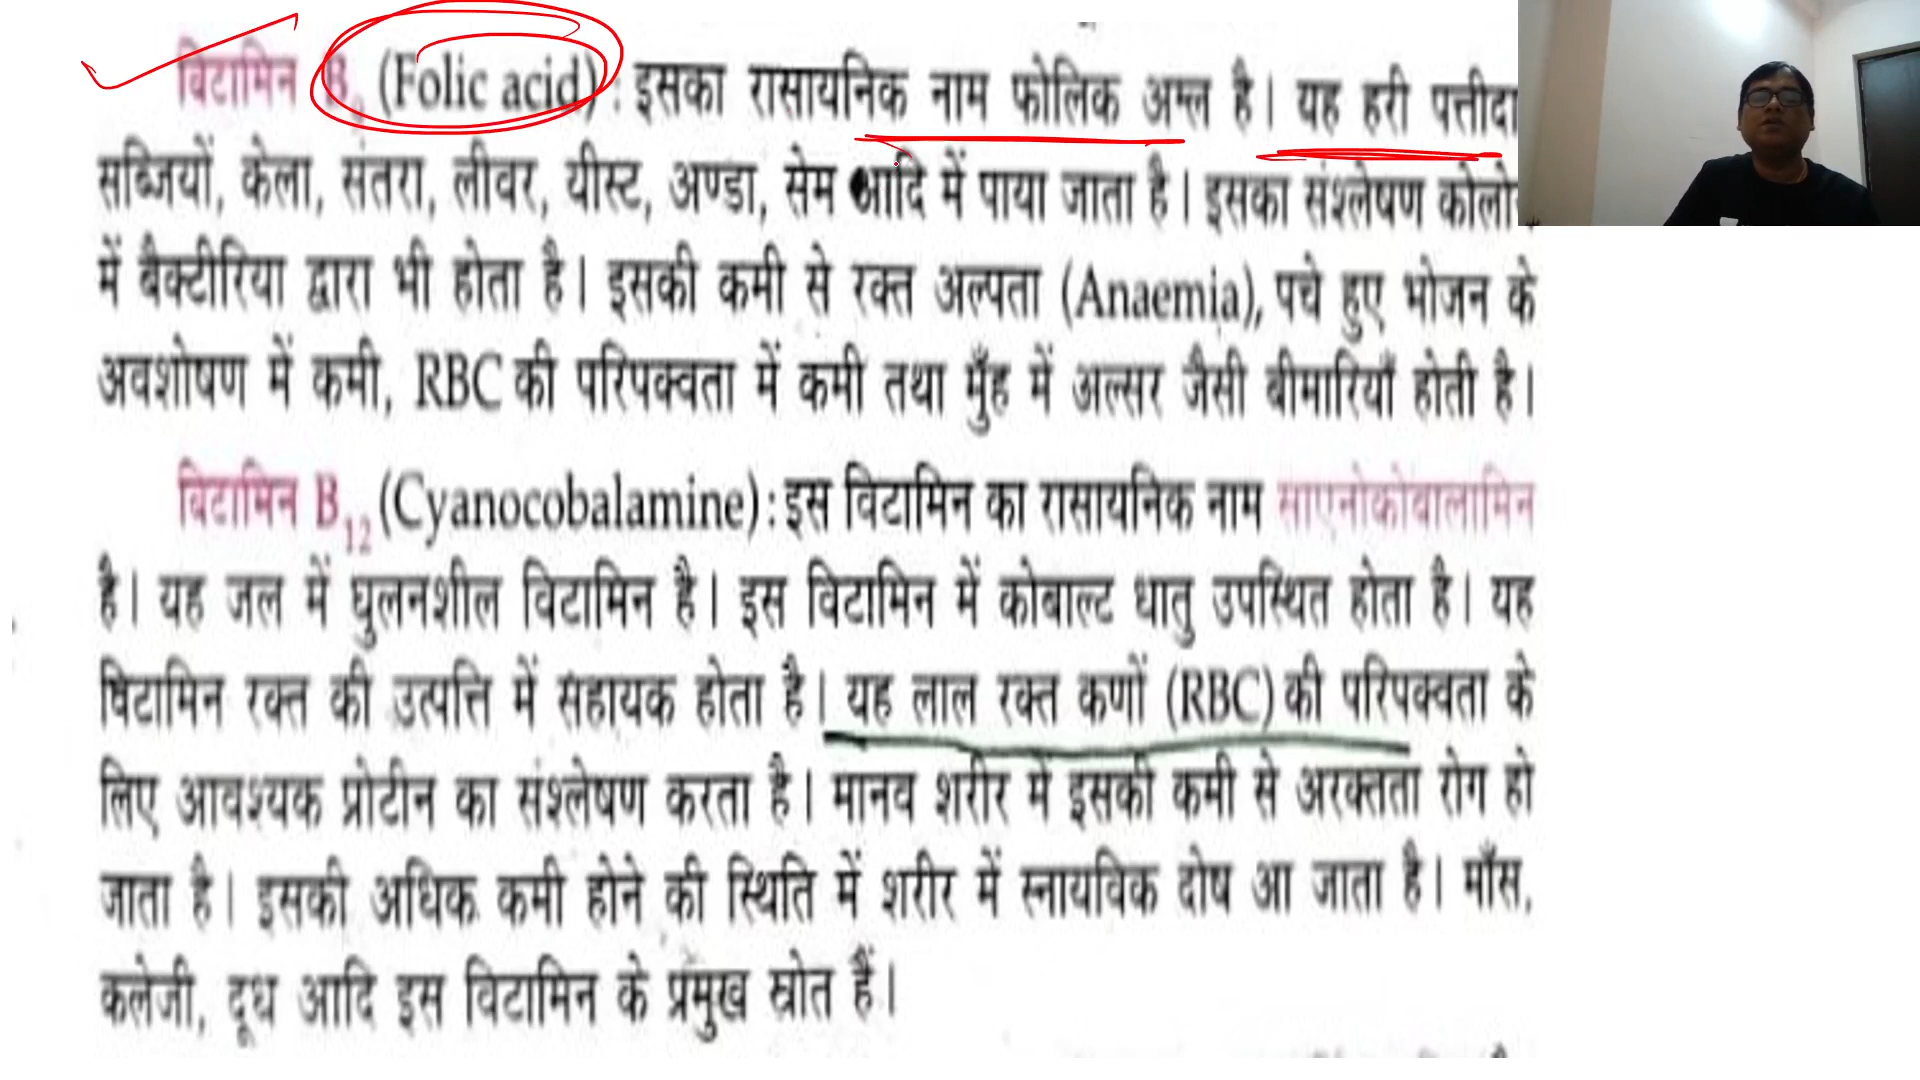 विटामिन B9 (Folic acid) : इसका रासायनिक नाम फोलिक अम्ल है। यह हरी पत्तीदा
सब्जियों, केला, संतरा, लीवर, यीस्ट, अण्डा, सेम आदि में पाया जाता है। इसका संश्लेषण कोलो
में बैक्टीरिया द्वारा भी होता है। इसकी कमी से रक्त अल्पता (Anaemia), पचे हुए भोजन के
अवशोषण में कमी, RBC की परिपक्वता में कमी तथा मुँह में अल्सर जैसी बीमारियाँ होती है।
विटामिन B12 (Cyanocobalamine) : इस विटामिन का रासायनिक नाम साएनोकोबालामिन
है। यह जल में घुलनशील विटामिन है। इस विटामिन में कोबाल्ट धातु उपस्थित होता है। यह
विटामिन रक्त की उत्पत्ति में सहायक होता है। यह लाल रक्त कणों (RBC) की परिपक्वता के
लिए आवश्यक प्रोटीन का संश्लेषण करता है। मानव शरीर में इसकी कमी से अरक्तता रोग हो
जाता है। इसकी अधिक कमी होने की स्थिति में शरीर में स्नायविक दोष आ जाता है। माँस,
कलेजी, दूध आदि इस विटामिन के प्रमुख स्रोत हैं।